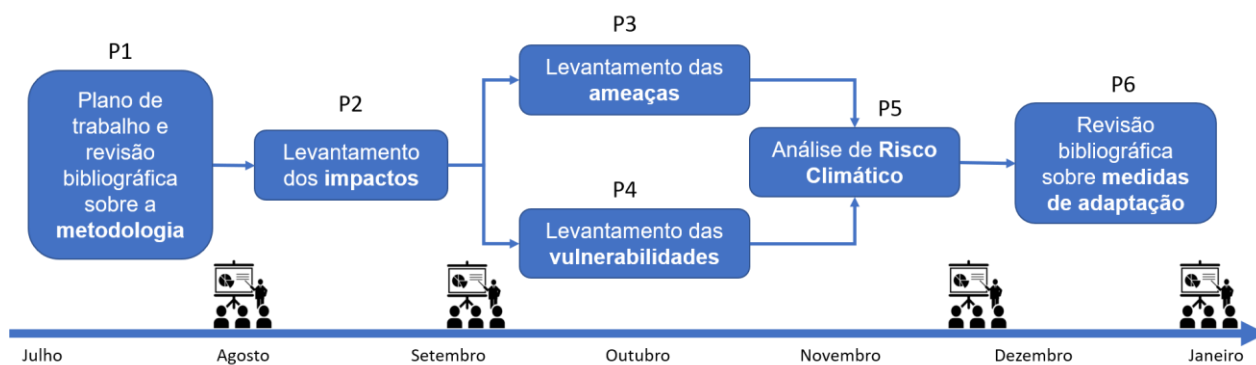 P1
Plano de
trabalho e
revisão
bibliográfica
sobre a
metodologia
P2
Levantamento
dos impactos
P3
Levantamento das
ameaças
P4
Levantamento das
vulnerabilidades
P5
Análise de Risco
Climático
P6
Revisão
bibliográfica
sobre medidas
de adaptação
Julho
Agosto
Setembro
Outubro
Novembro
Dezembro
Janeiro